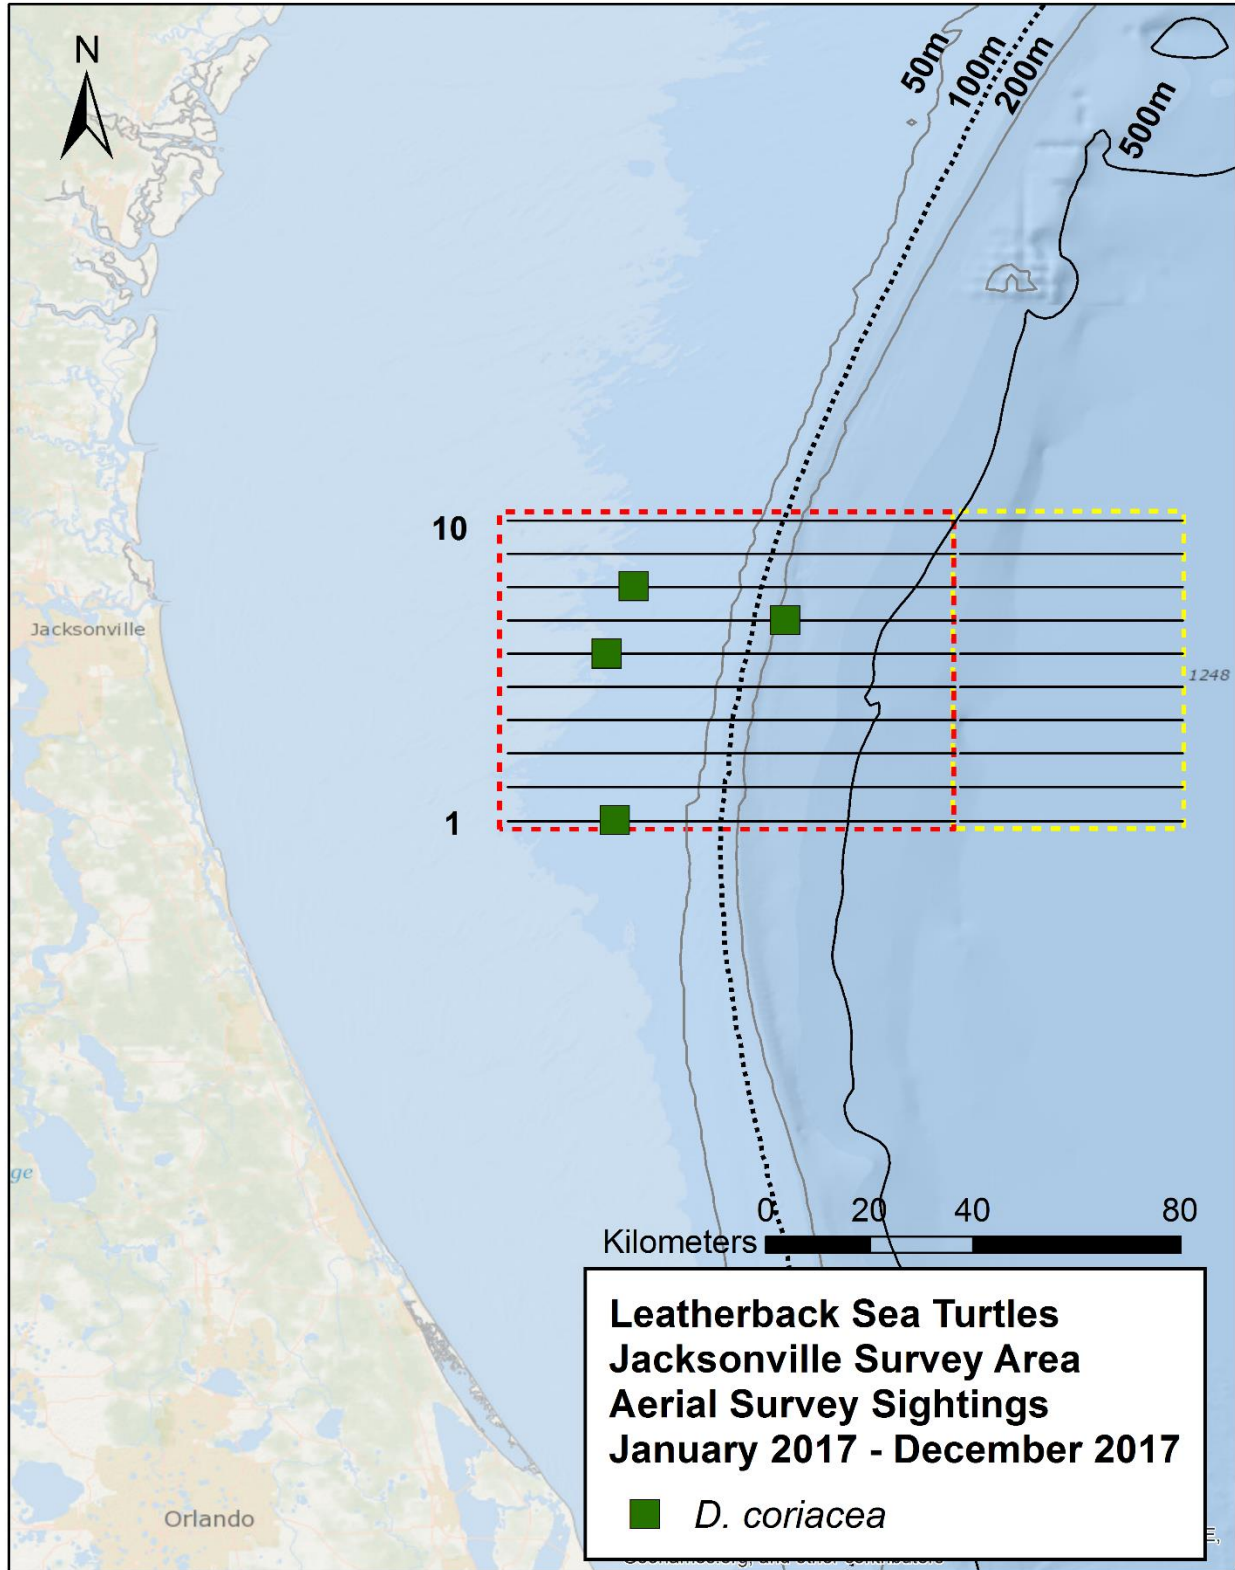 N
50m
100m
200m
500m
10
Jacksonville
1248
1
ge
0 20 40 80
Kilometers
Leatherback Sea Turtles
Jacksonville Survey Area
Aerial Survey Sightings
January 2017 - December 2017
D. coriacea
Orlando